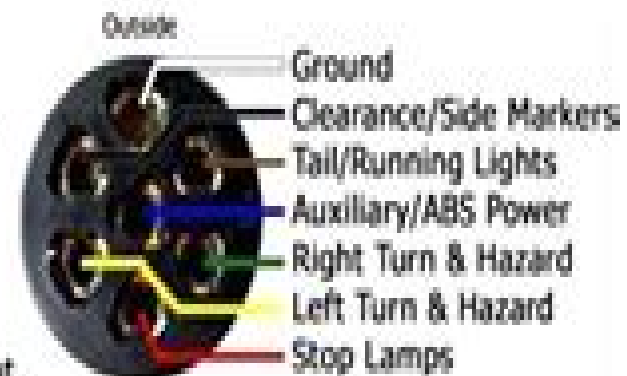 Outside
Ground
Clearance/Side Markers
Tail/Running Lights
Auxiliary/ABS Power
Right Turn & Hazard
Left Turn & Hazard
Stop Lamps